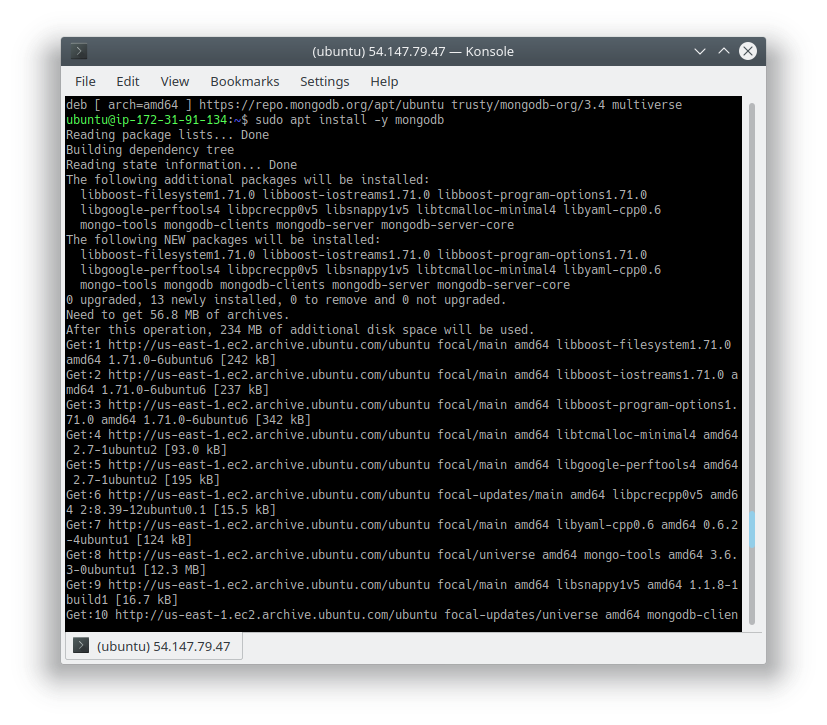 (ubuntu) 54.147.79.47 — Konsole
File Edit View Bookmarks Settings Help
deb [ arch=amd64 ] https://repo.mongodb.org/apt/ubuntu trusty/mongodb-org/3.4 multiverse
ubuntu@ip-172-31-91-134:~$ sudo apt install -y mongodb
Reading package lists... Done
Building dependency tree
Reading state information... Done
The following additional packages will be installed:
  libboost-filesystem1.71.0 libboost-iostreams1.71.0 libboost-program-options1.71.0
  libgoogle-perftools4 libpcrecpp0v5 libsnappy1v5 libtcmalloc-minimal4 libyaml-cpp0.6
  mongo-tools mongodb-clients mongodb-server mongodb-server-core
The following NEW packages will be installed:
  libboost-filesystem1.71.0 libboost-iostreams1.71.0 libboost-program-options1.71.0
  libgoogle-perftools4 libpcrecpp0v5 libsnappy1v5 libtcmalloc-minimal4 libyaml-cpp0.6
  mongo-tools mongodb mongodb-clients mongodb-server mongodb-server-core
0 upgraded, 13 newly installed, 0 to remove and 0 not upgraded.
Need to get 56.8 MB of archives.
After this operation, 234 MB of additional disk space will be used.
Get:1 http://us-east-1.ec2.archive.ubuntu.com/ubuntu focal/main amd64 libboost-filesystem1.71.0
amd64 1.71.0-6ubuntu6 [242 kB]
Get:2 http://us-east-1.ec2.archive.ubuntu.com/ubuntu focal/main amd64 libboost-iostreams1.71.0 a
md64 1.71.0-6ubuntu6 [237 kB]
Get:3 http://us-east-1.ec2.archive.ubuntu.com/ubuntu focal/main amd64 libboost-program-options1.
71.0 amd64 1.71.0-6ubuntu6 [342 kB]
Get:4 http://us-east-1.ec2.archive.ubuntu.com/ubuntu focal/main amd64 libtcmalloc-minimal4 amd64
 2.7-1ubuntu2 [93.0 kB]
Get:5 http://us-east-1.ec2.archive.ubuntu.com/ubuntu focal/main amd64 libgoogle-perftools4 amd64
 2.7-1ubuntu2 [195 kB]
Get:6 http://us-east-1.ec2.archive.ubuntu.com/ubuntu focal-updates/main amd64 libpcrecpp0v5 amd6
4 2:8.39-12ubuntu0.1 [15.5 kB]
Get:7 http://us-east-1.ec2.archive.ubuntu.com/ubuntu focal/main amd64 libyaml-cpp0.6 amd64 0.6.2
-4ubuntu1 [124 kB]
Get:8 http://us-east-1.ec2.archive.ubuntu.com/ubuntu focal/universe amd64 mongo-tools amd64 3.6.
3-0ubuntu1 [12.3 MB]
Get:9 http://us-east-1.ec2.archive.ubuntu.com/ubuntu focal/main amd64 libsnappy1v5 amd64 1.1.8-1
build1 [16.7 kB]
Get:10 http://us-east-1.ec2.archive.ubuntu.com/ubuntu focal-updates/universe amd64 mongodb-clien
(ubuntu) 54.147.79.47